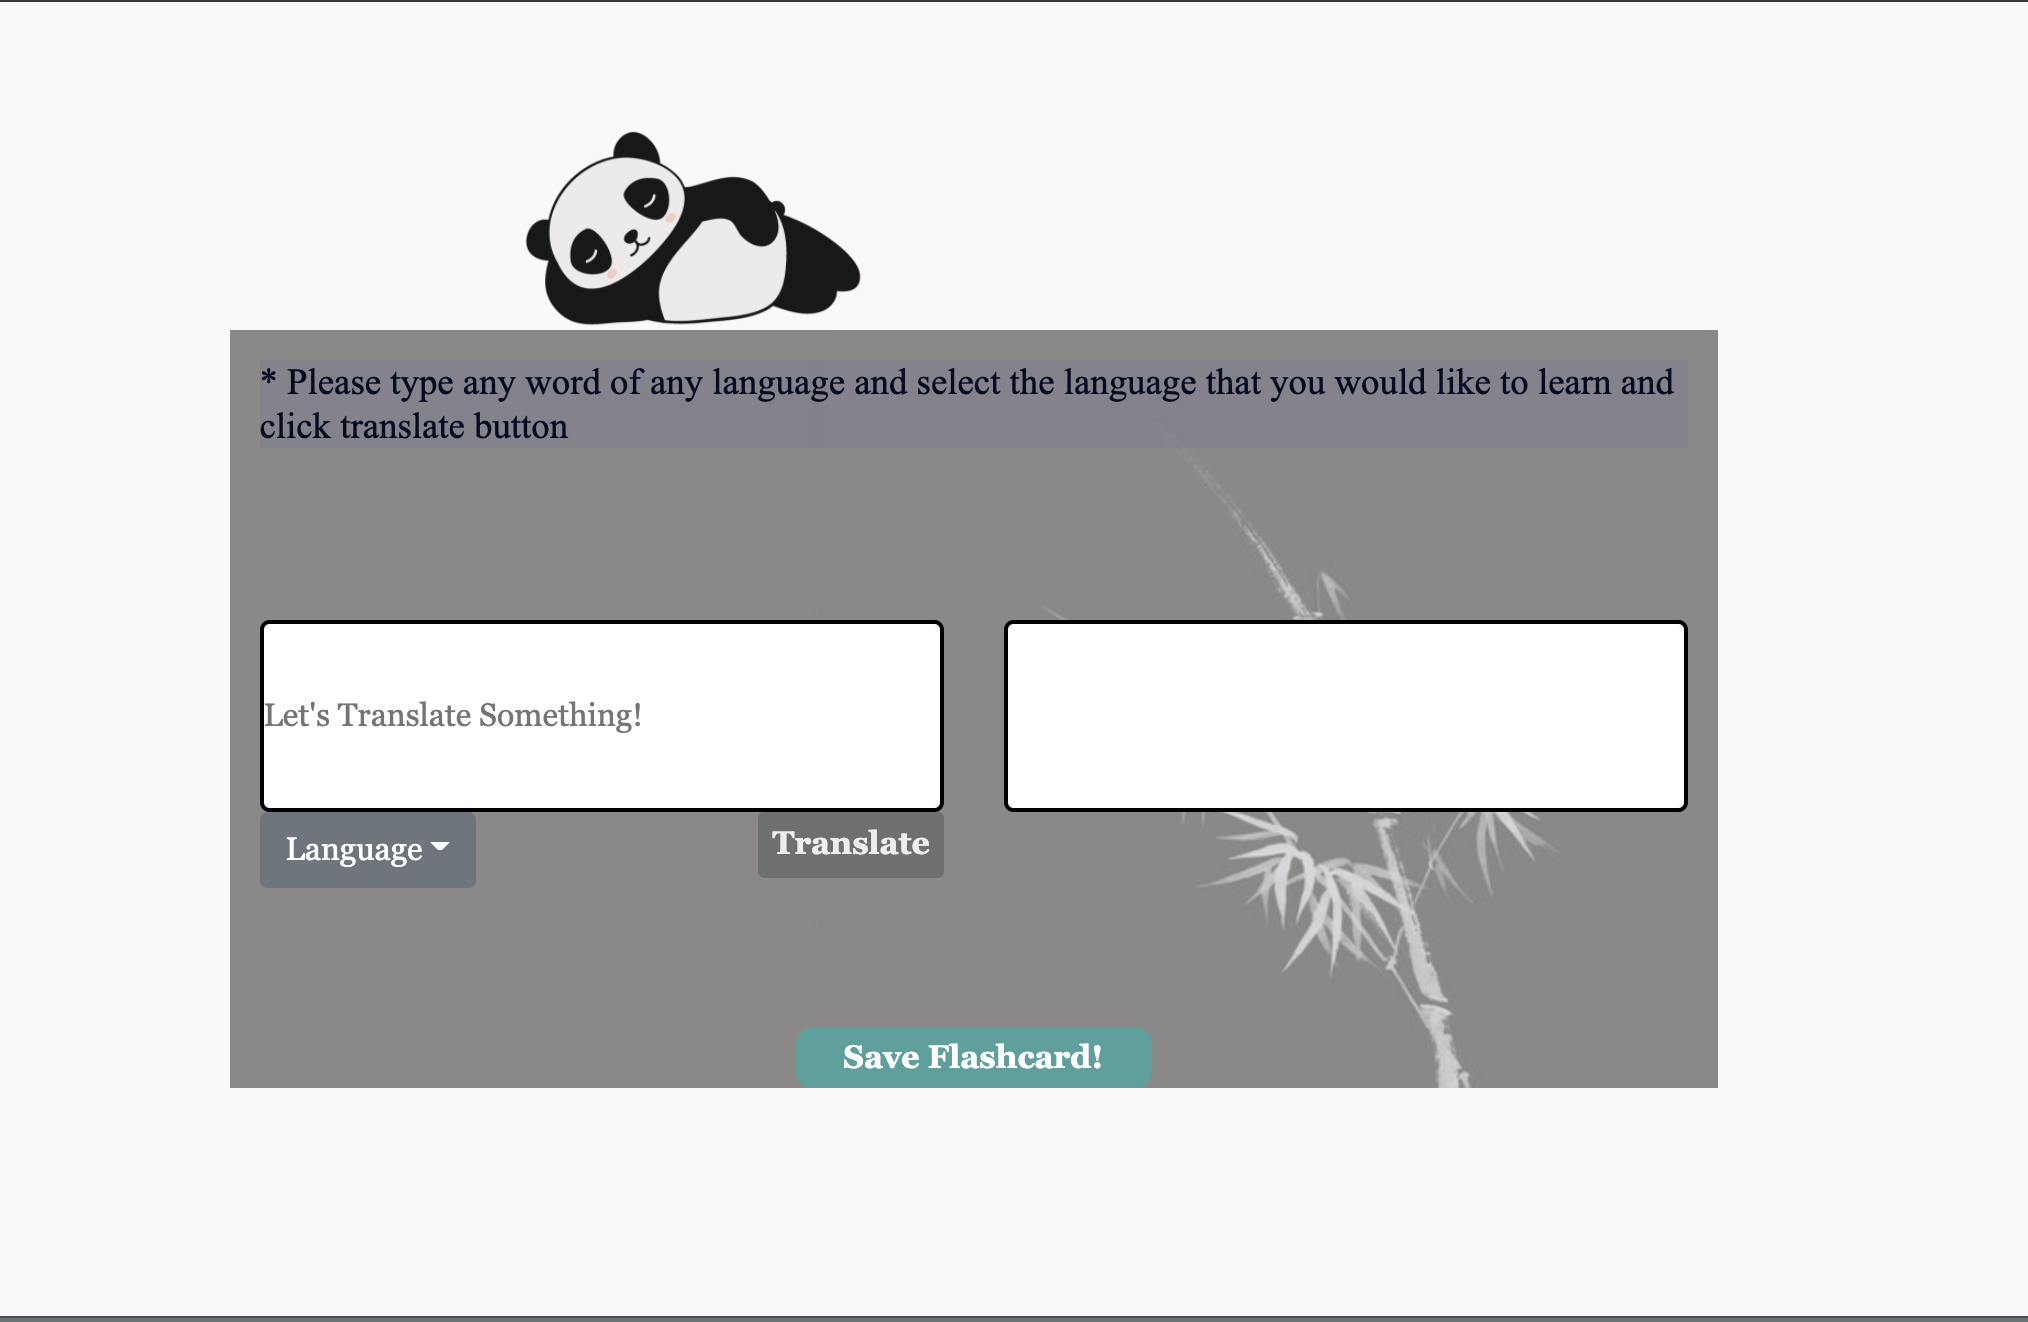 * Please type any word of any language and select the language that you would like to learn and
click translate button
Let's Translate Something!
Language
Translate
Save Flashcard!